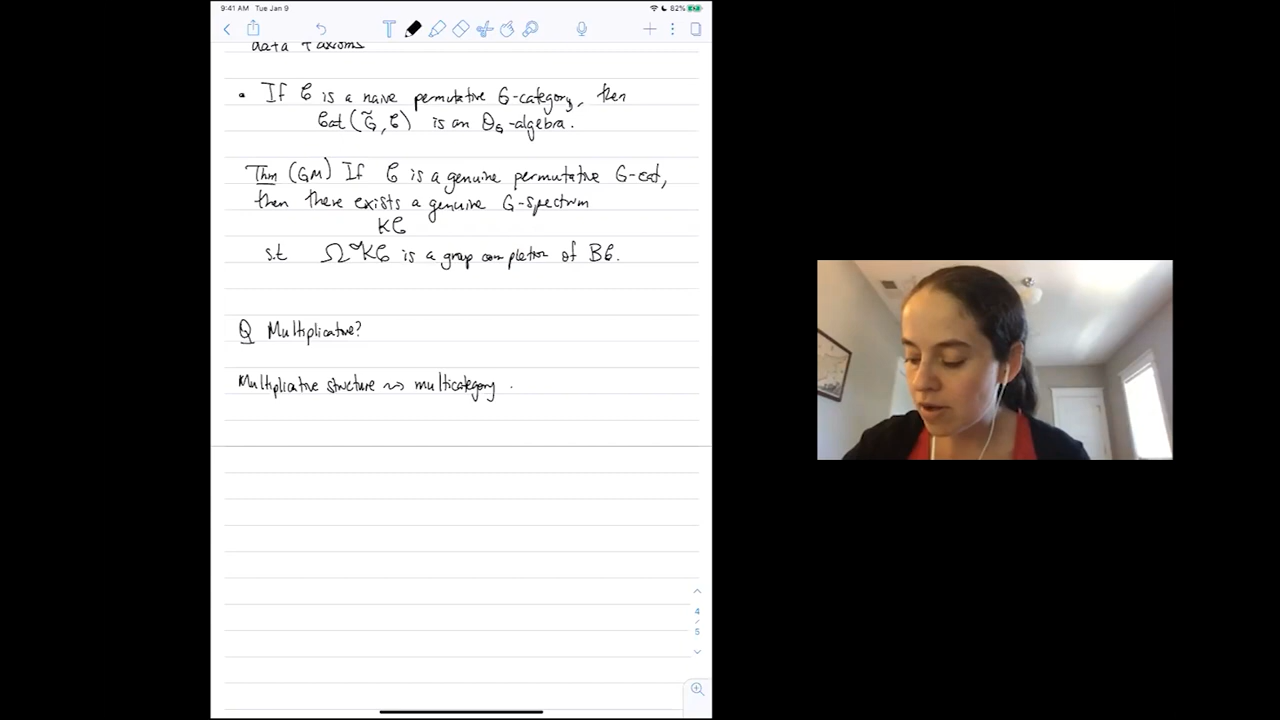 9:41 AM Tue Jan 9
82%
data + axioms
• If 𝒞 is a naive permutative G-category, then
Cat(G̃, 𝒞) is an O_G-algebra.
Thm (GM) If 𝒞 is a genuine permutative G-cat,
then there exists a genuine G-spectrum
K𝒞
s.t Ω^∞K𝒞 is a group completion of B𝒞.
Q Multiplicative?
Multiplicative structure ⇝ multicategory.
4
/
5